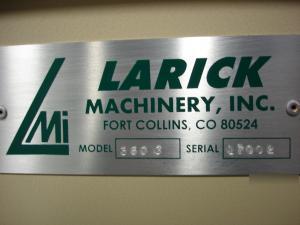 LMi
LARICK
MACHINERY, INC.
FORT COLLINS, CO 80524
MODEL SERIAL